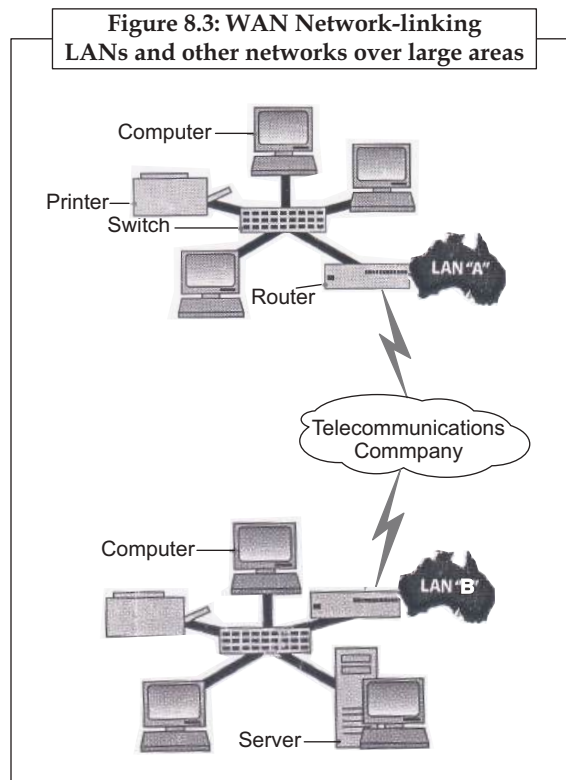 Figure 8.3: WAN Network-linking
LANs and other networks over large areas
Computer
Printer
Switch
LAN "A"
Router
Telecommunications
Commpany
Computer
LAN "B"
Server